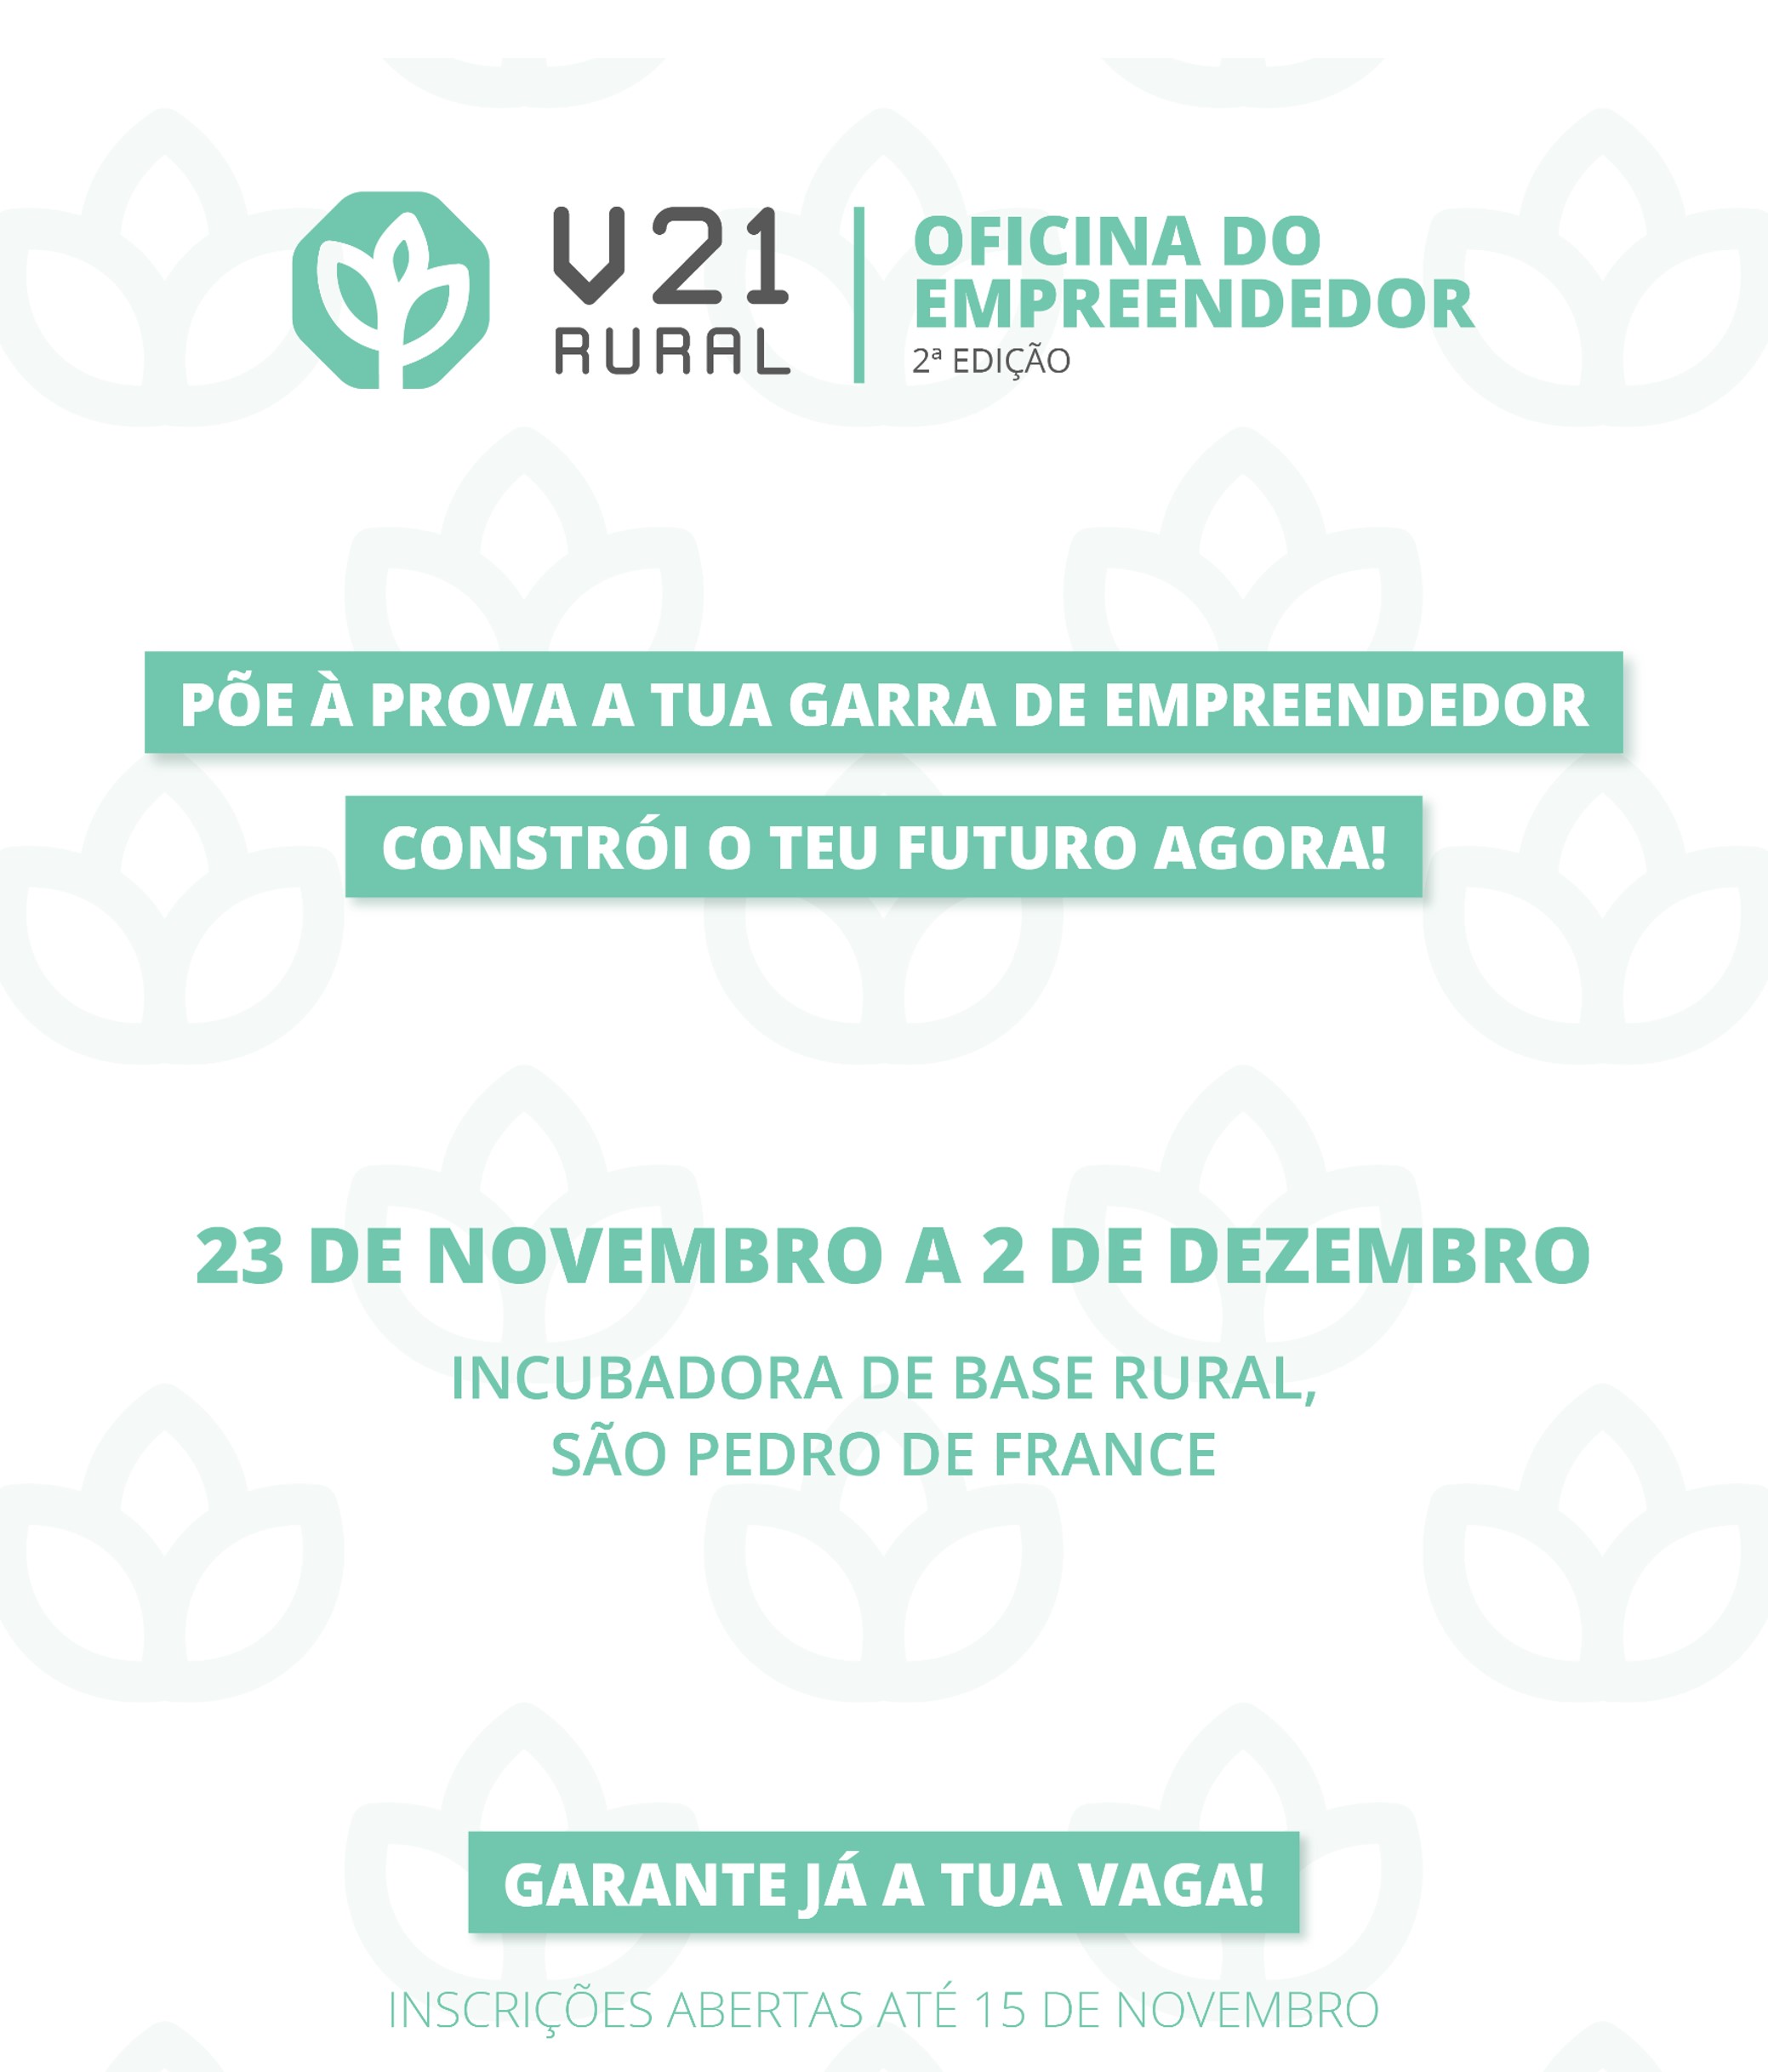 V21
RURAL
OFICINA DO
EMPREENDEDOR
2ª EDIÇÃO
PÕE À PROVA A TUA GARRA DE EMPREENDEDOR
CONSTRÓI O TEU FUTURO AGORA!
23 DE NOVEMBRO A 2 DE DEZEMBRO
INCUBADORA DE BASE RURAL,
SÃO PEDRO DE FRANCE
GARANTE JÁ A TUA VAGA!
INSCRIÇÕES ABERTAS ATÉ 15 DE NOVEMBRO